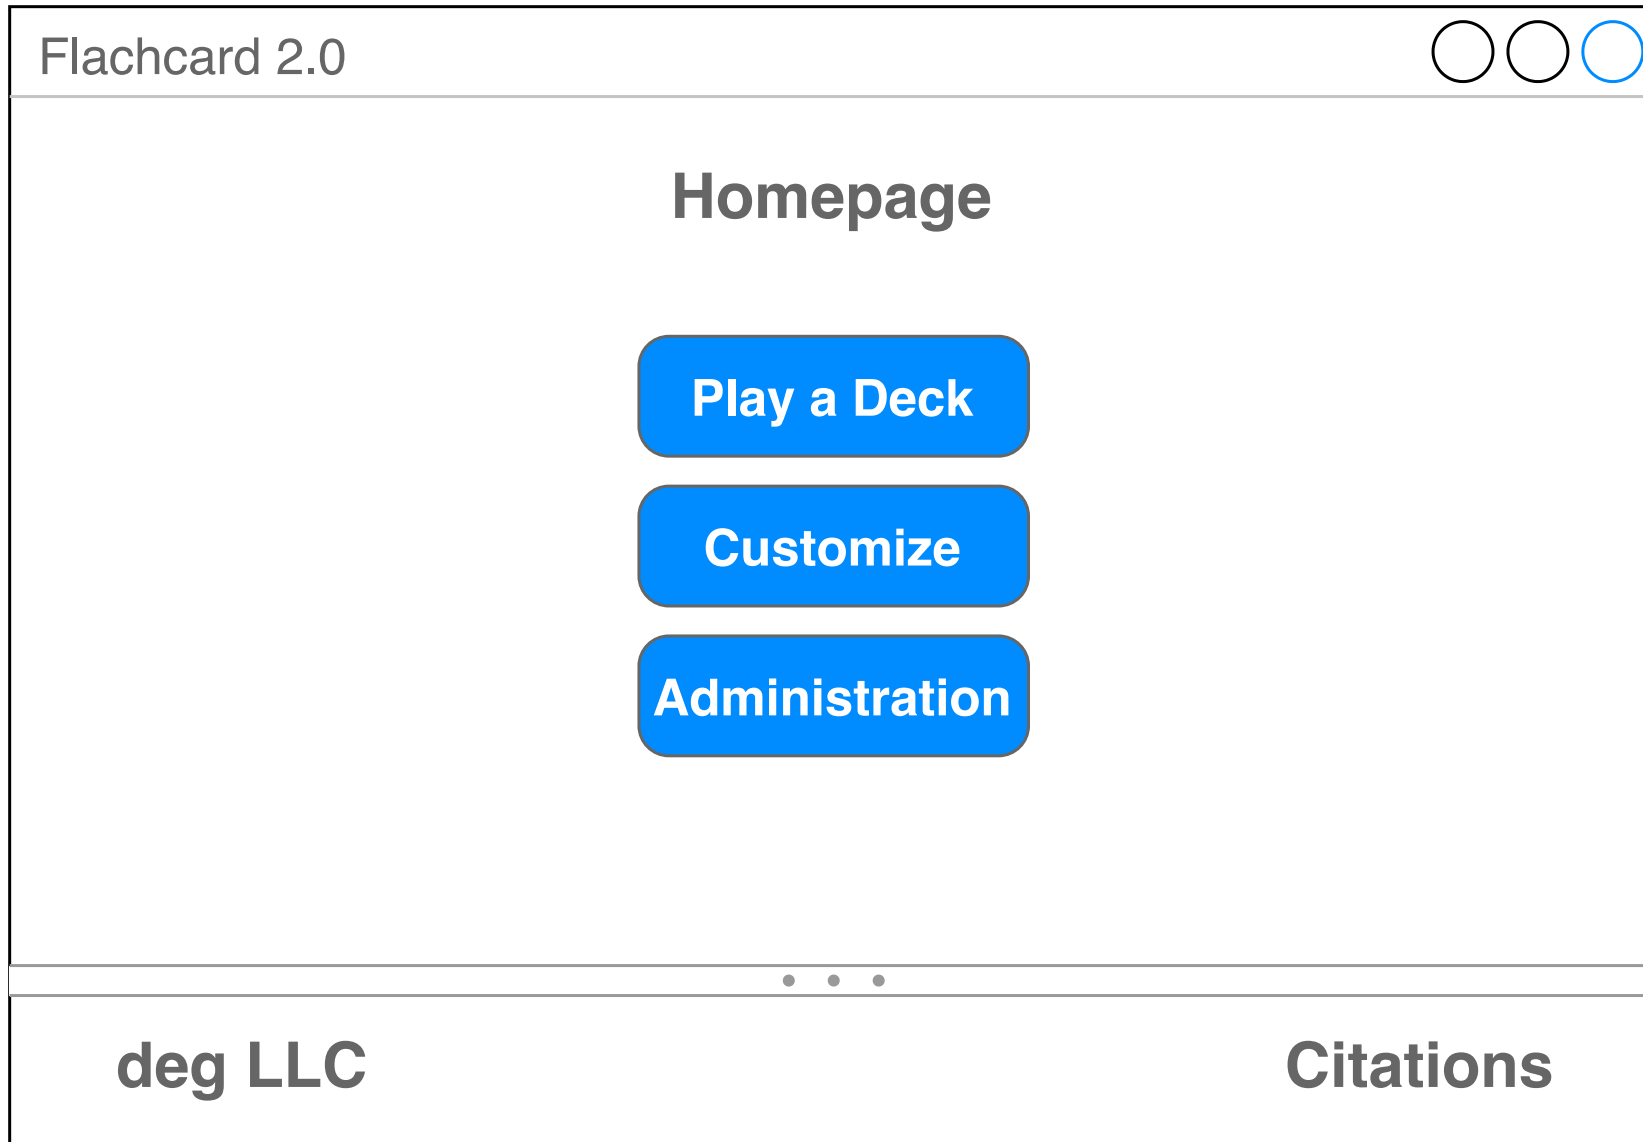 Flachcard 2.0
Homepage
Play a Deck
Customize
Administration
deg LLC
Citations